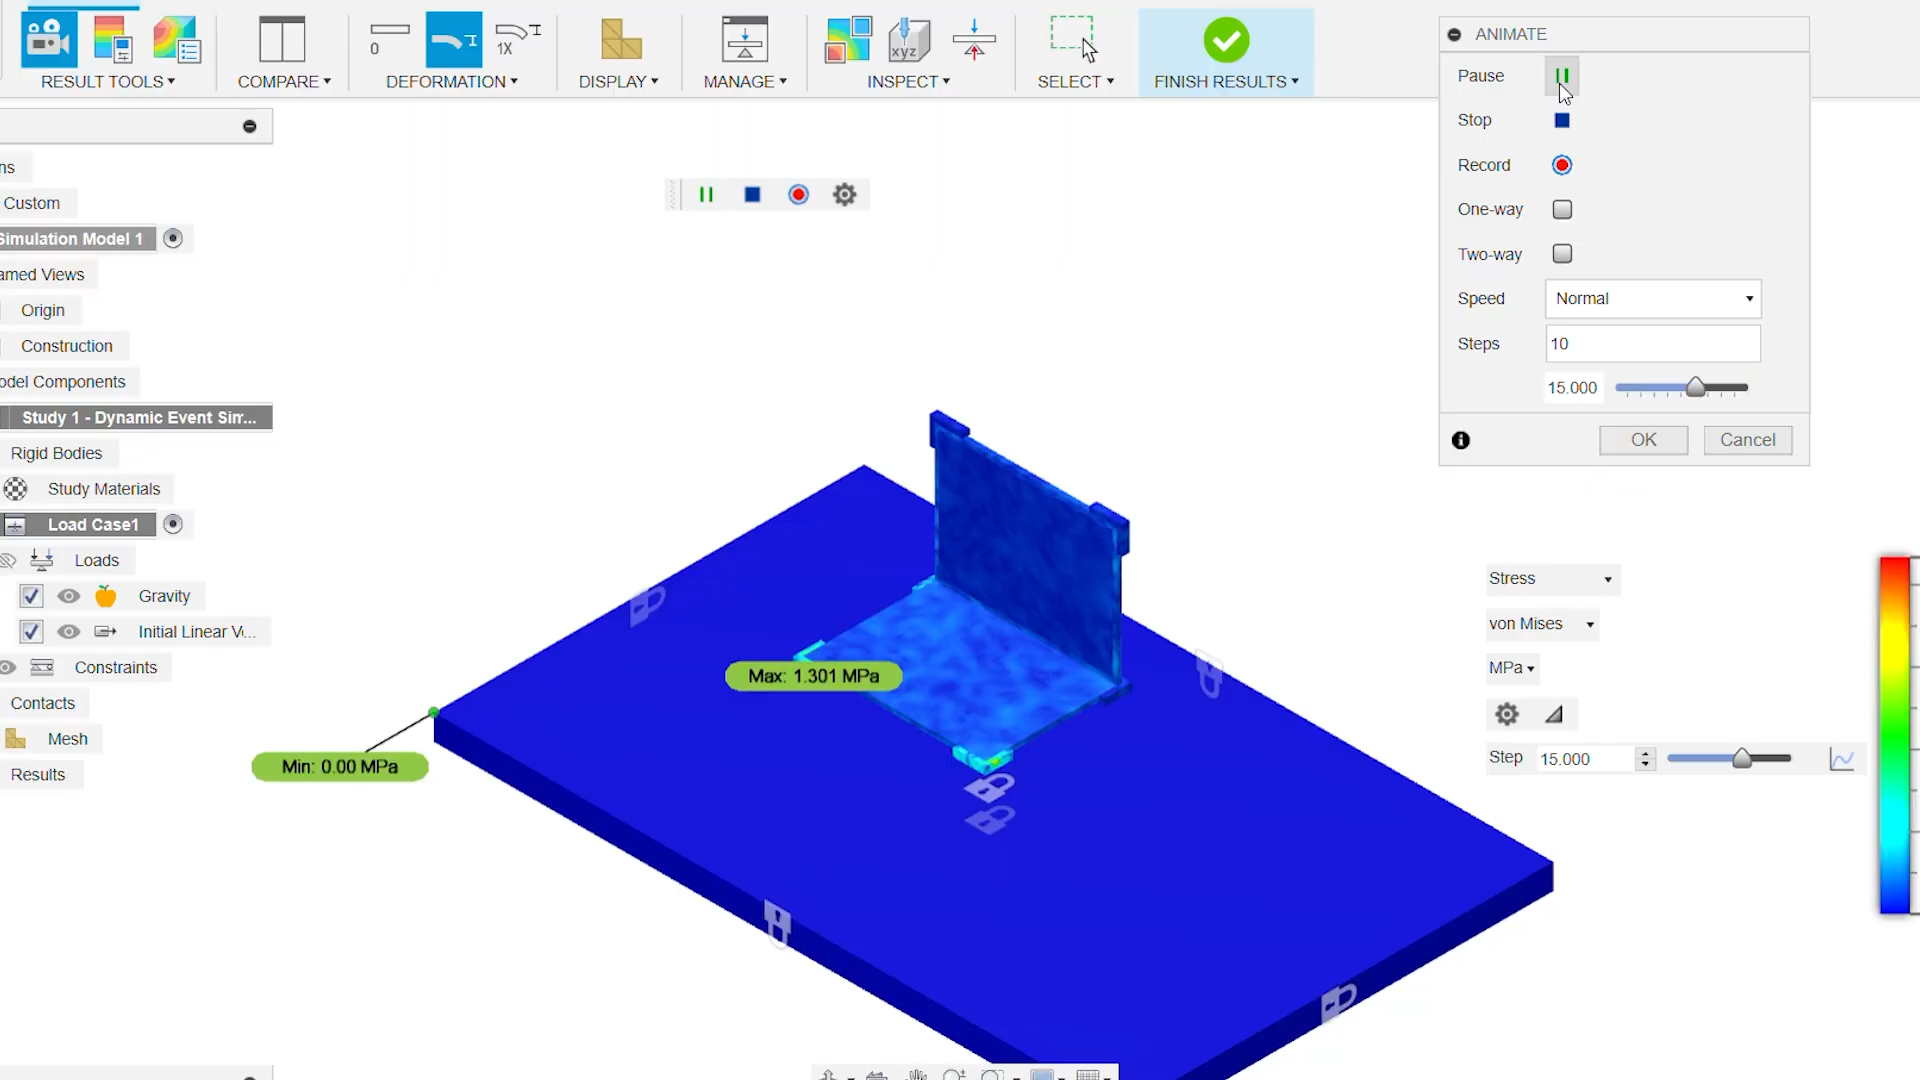 RESULT TOOLS
COMPARE
0
1X
DEFORMATION
DISPLAY
MANAGE
xyz
INSPECT
SELECT
FINISH RESULTS
ANIMATE
Pause
Stop
Record
One-way
Two-way
Speed
Normal
Steps
10
15.000
OK
Cancel
ns
Custom
Simulation Model 1
amed Views
Origin
Construction
odel Components
Study 1 - Dynamic Event Sim...
Rigid Bodies
Study Materials
Load Case1
Loads
Gravity
Initial Linear V...
Constraints
Contacts
Mesh
Results
Max: 1.301 MPa
Min: 0.00 MPa
Stress
von Mises
MPa
Step 15.000